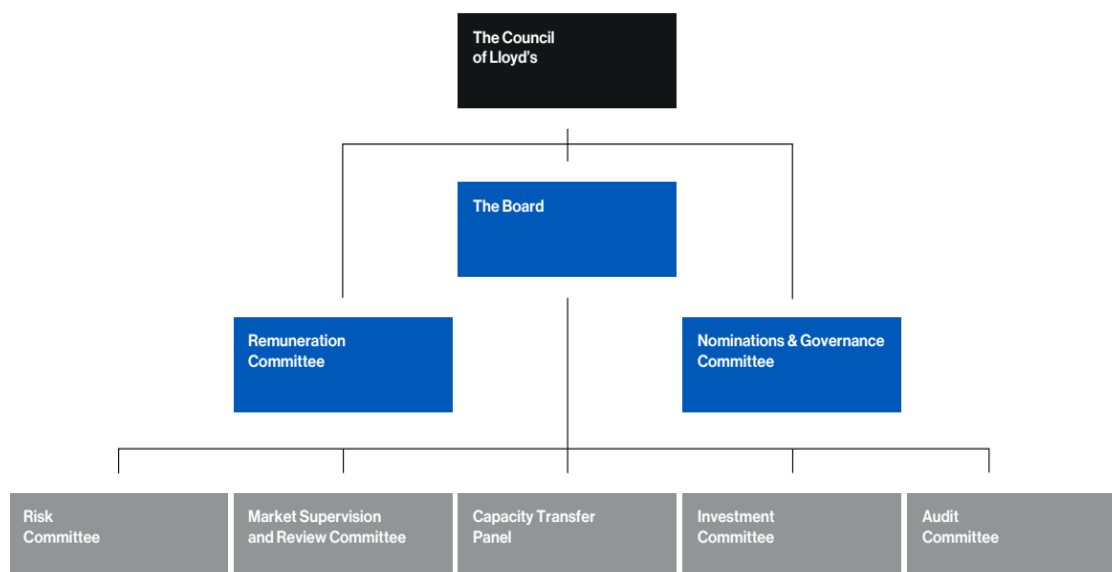 The Council
of Lloyd's
The Board
Remuneration
Committee
Nominations & Governance
Committee
Risk
Committee
Market Supervision
and Review Committee
Capacity Transfer
Panel
Investment
Committee
Audit
Committee